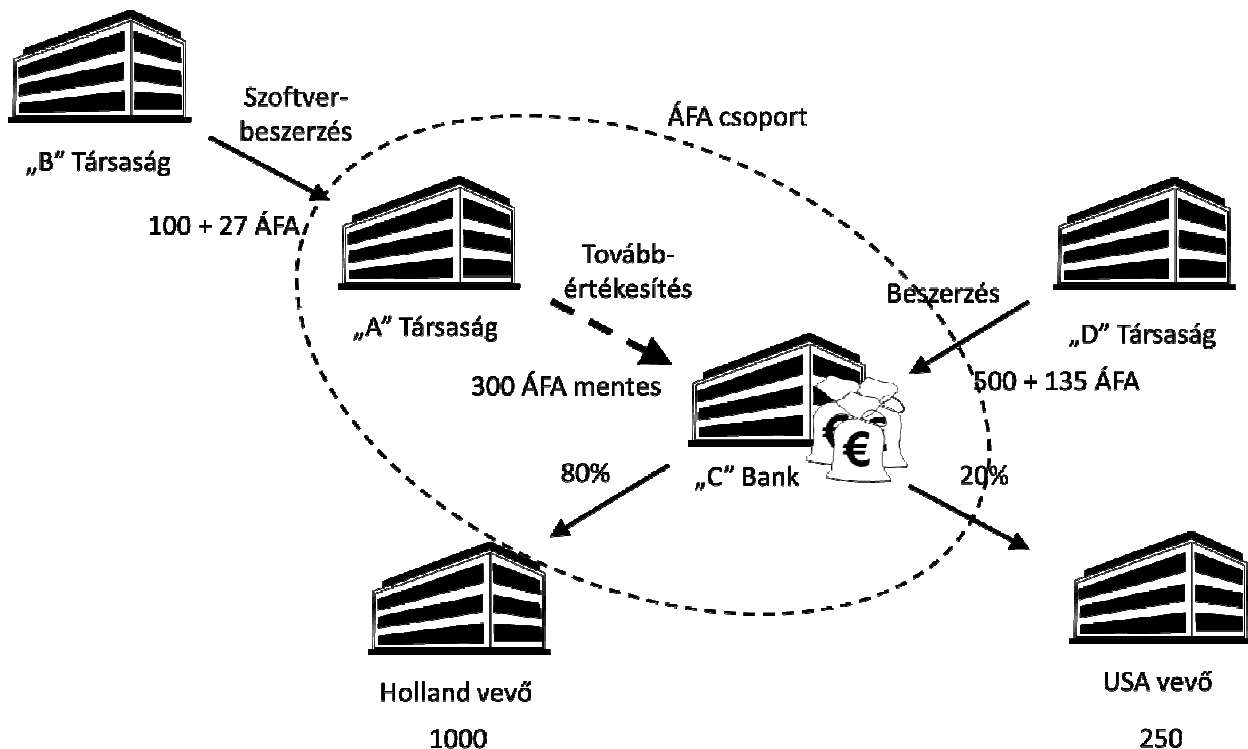 Szoftver-
beszerzés
ÁFA csoport
„B” Társaság
100 + 27 ÁFA
Tovább-
értékesítés
Beszerzés
„A” Társaság
„D” Társaság
300 ÁFA mentes
500 + 135 ÁFA
€
80%
„C” Bank
20%
Holland vevő
USA vevő
1000
250